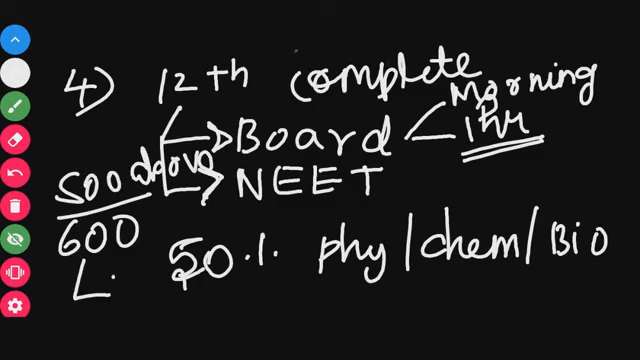 4) 12th complete
Morning
Board 1hr
500 above
NEET
600
50% phy/chem/Bio